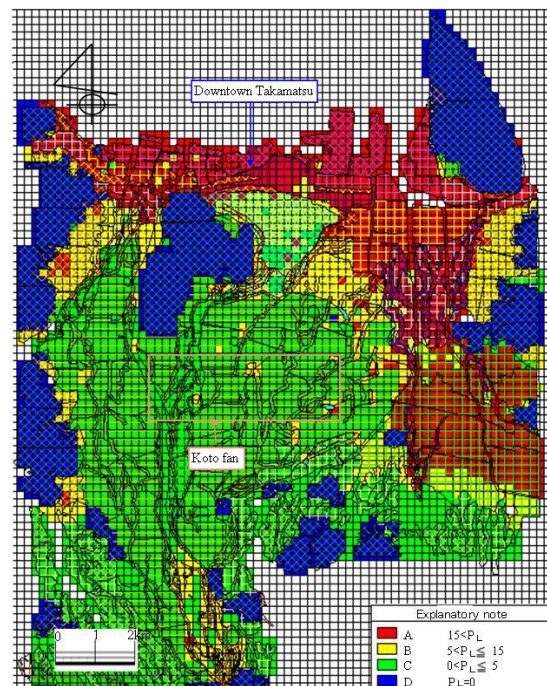 Downtown Takamatsu
Koto fan
0 1 2km
Explanatory note
A 15<PL
B 5<PL≦ 15
C 0<PL≦ 5
D PL=0